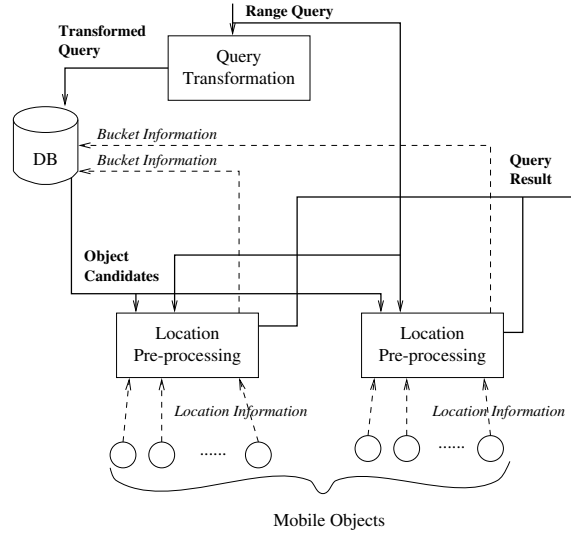 Range Query
Transformed
Query
Query
Transformation
Bucket Information
DB
Bucket Information
Query
Result
Object
Candidates
Location
Pre-processing
Location
Pre-processing
Location Information
Location Information
......
......
Mobile Objects